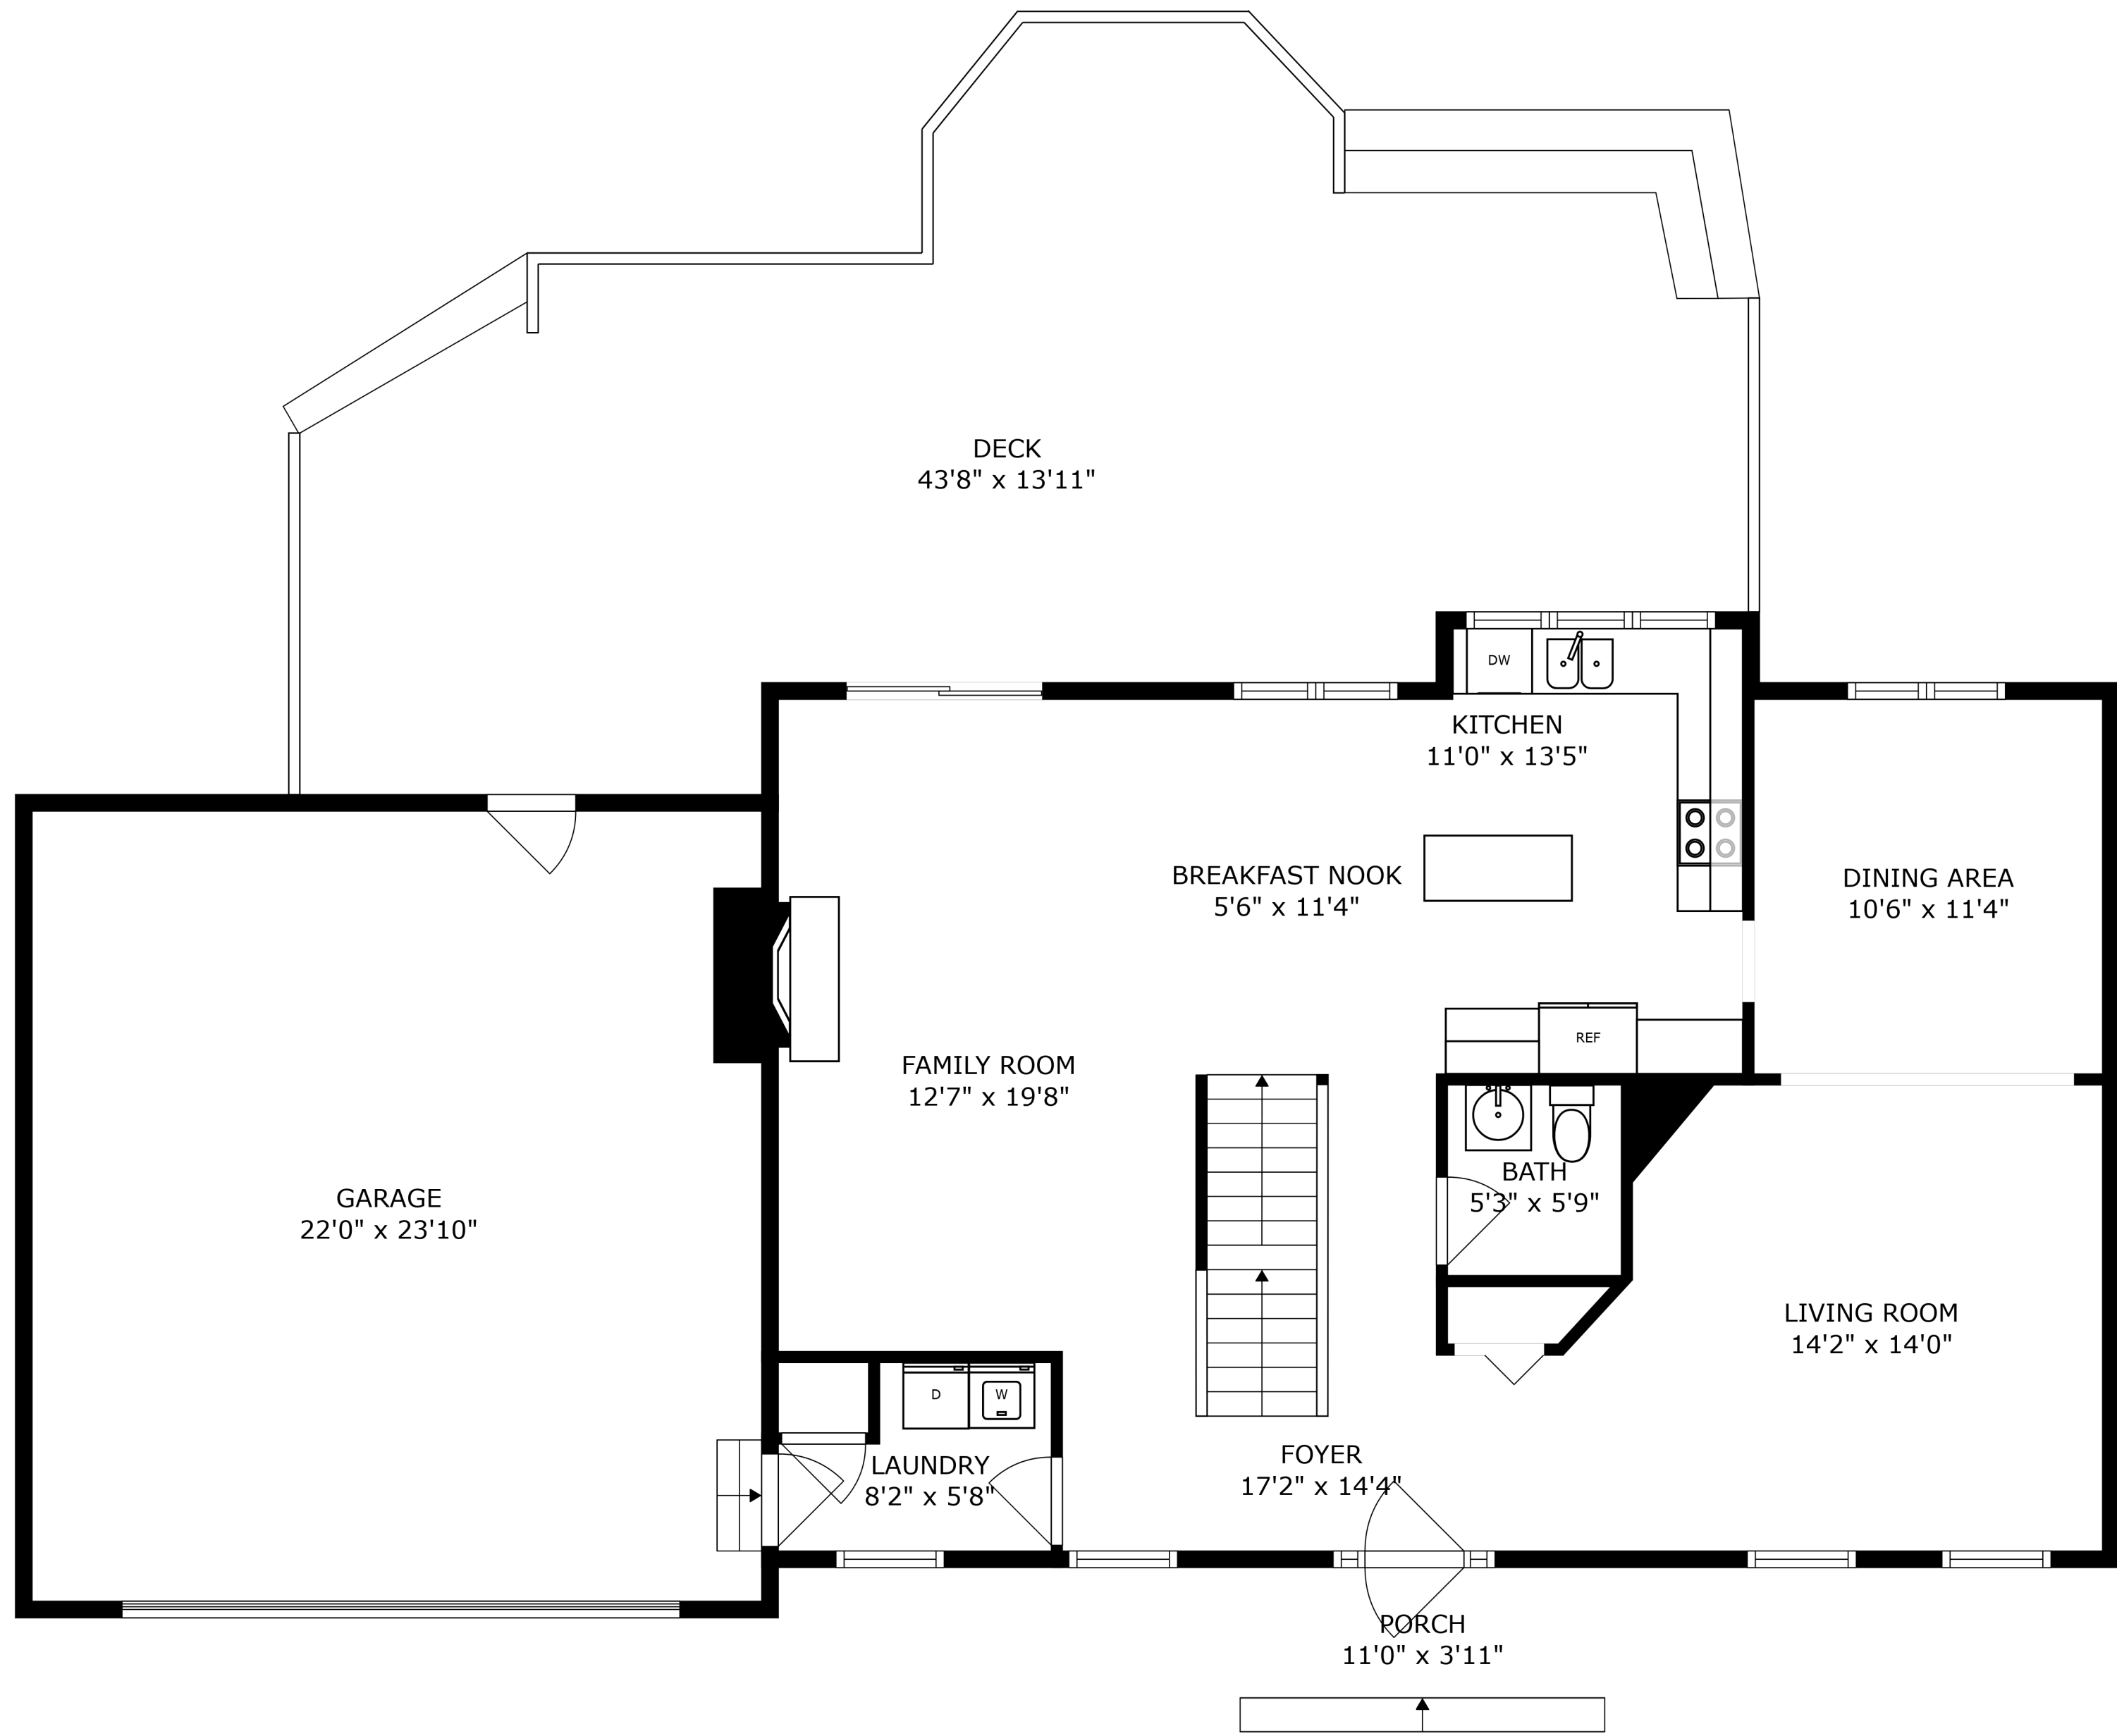 DECK
43'8" x 13'11"
DW
KITCHEN
11'0" x 13'5"
BREAKFAST NOOK
5'6" x 11'4"
DINING AREA
10'6" x 11'4"
REF
FAMILY ROOM
12'7" x 19'8"
BATH
5'3" x 5'9"
GARAGE
22'0" x 23'10"
LIVING ROOM
14'2" x 14'0"
D
W
LAUNDRY
8'2" x 5'8"
FOYER
17'2" x 14'4"
PORCH
11'0" x 3'11"